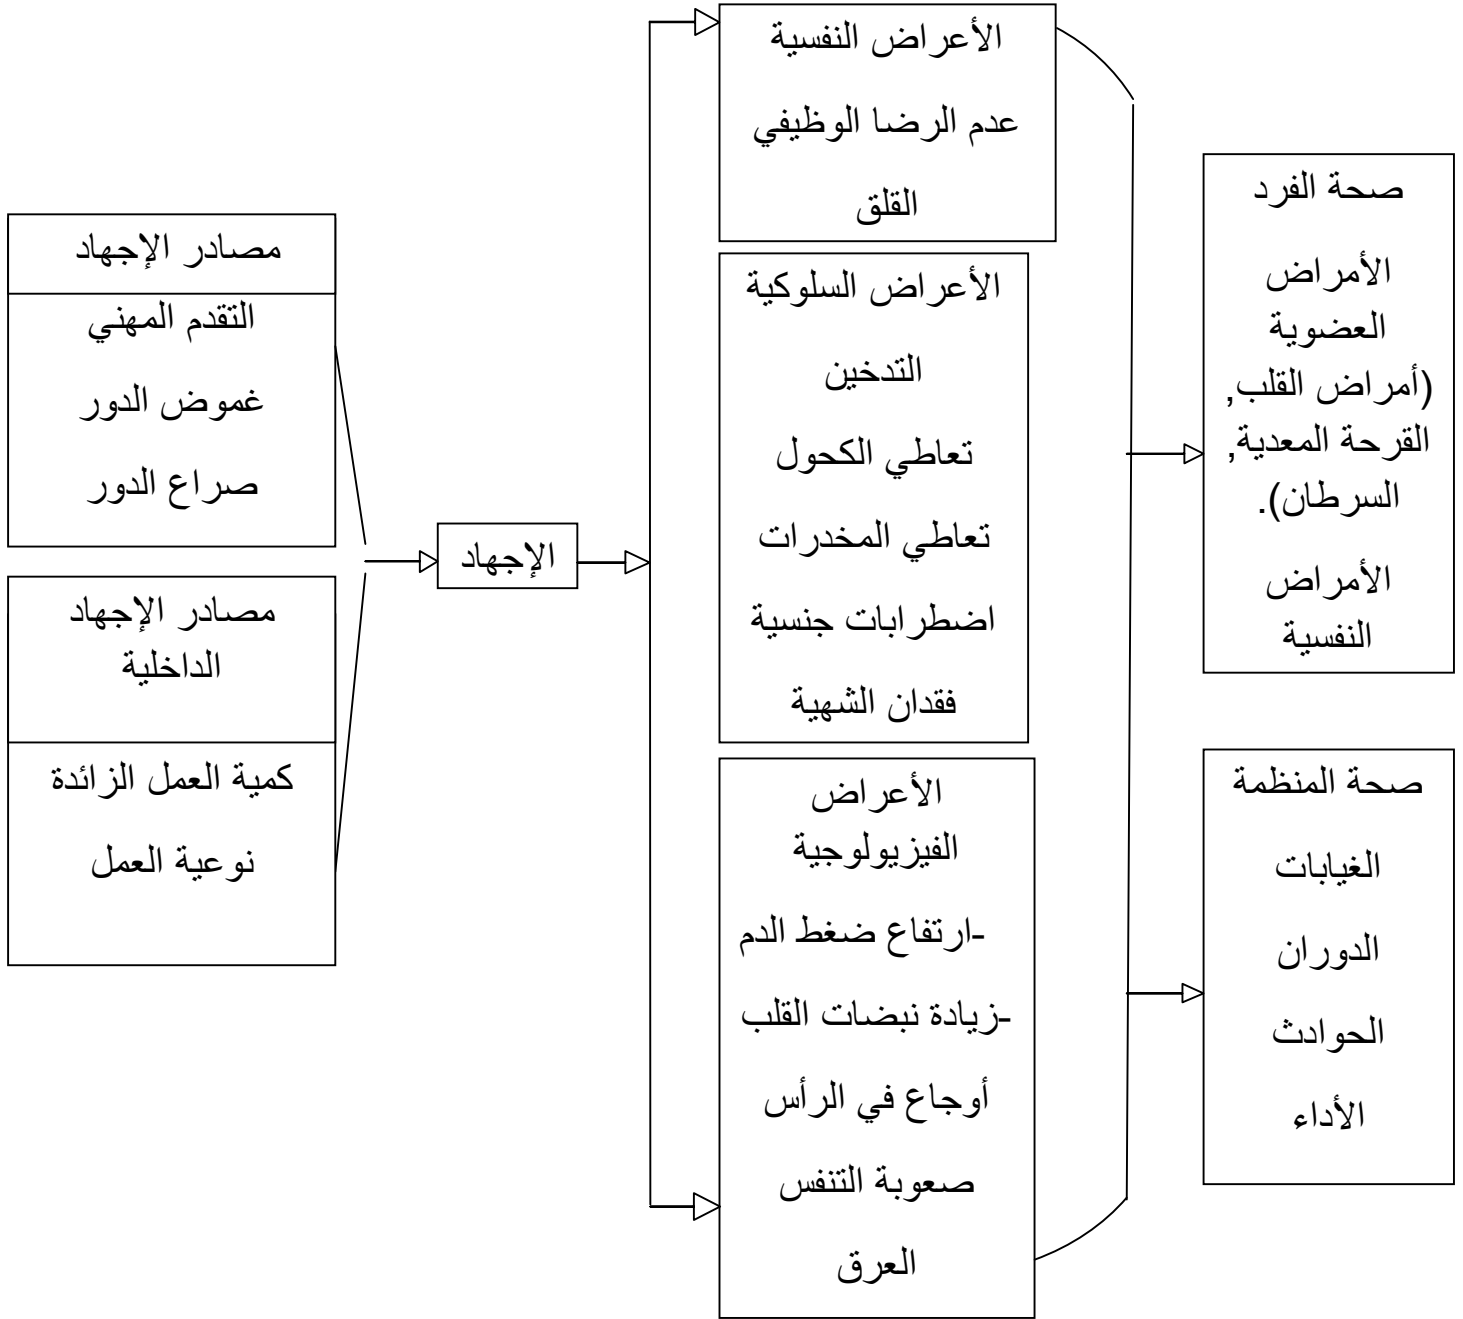 مصادر الإجهاد
التقدم المهني
غموض الدور
صراع الدور
مصادر الإجهاد
الداخلية
كمية العمل الزائدة
نوعية العمل
الإجهاد
الأعراض النفسية
عدم الرضا الوظيفي
القلق
الأعراض السلوكية
التدخين
تعاطي الكحول
تعاطي المخدرات
اضطرابات جنسية
فقدان الشهية
الأعراض
الفيزيولوجية
-ارتفاع ضغط الدم
-زيادة نبضات القلب
أوجاع في الرأس
صعوبة التنفس
العرق
صحة الفرد
الأمراض
العضوية
(أمراض القلب,
القرحة المعدية,
السرطان).
الأمراض
النفسية
صحة المنظمة
الغيابات
الدوران
الحوادث
الأداء